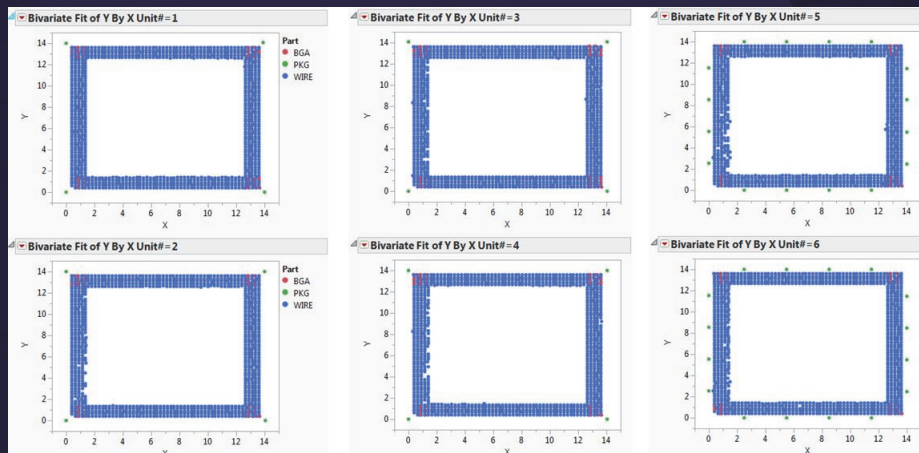 Bivariate Fit of Y By X Unit#=1
Y
14
12
10
8
6
4
2
0
0 2 4 6 8 10 12 14
X
Part
BGA
PKG
WIRE
Bivariate Fit of Y By X Unit#=3
Y
14
12
10
8
6
4
2
0
0 2 4 6 8 10 12 14
X
Bivariate Fit of Y By X Unit#=5
Y
14
12
10
8
6
4
2
0
0 2 4 6 8 10 12 14
X
Bivariate Fit of Y By X Unit#=2
Y
14
12
10
8
6
4
2
0
0 2 4 6 8 10 12 14
Part
BGA
PKG
WIRE
Bivariate Fit of Y By X Unit#=4
Y
14
12
10
8
6
4
2
0
0 2 4 6 8 10 12 14
X
Bivariate Fit of Y By X Unit#=6
Y
14
12
10
8
6
4
2
0
0 2 4 6 8 10 12 14
X